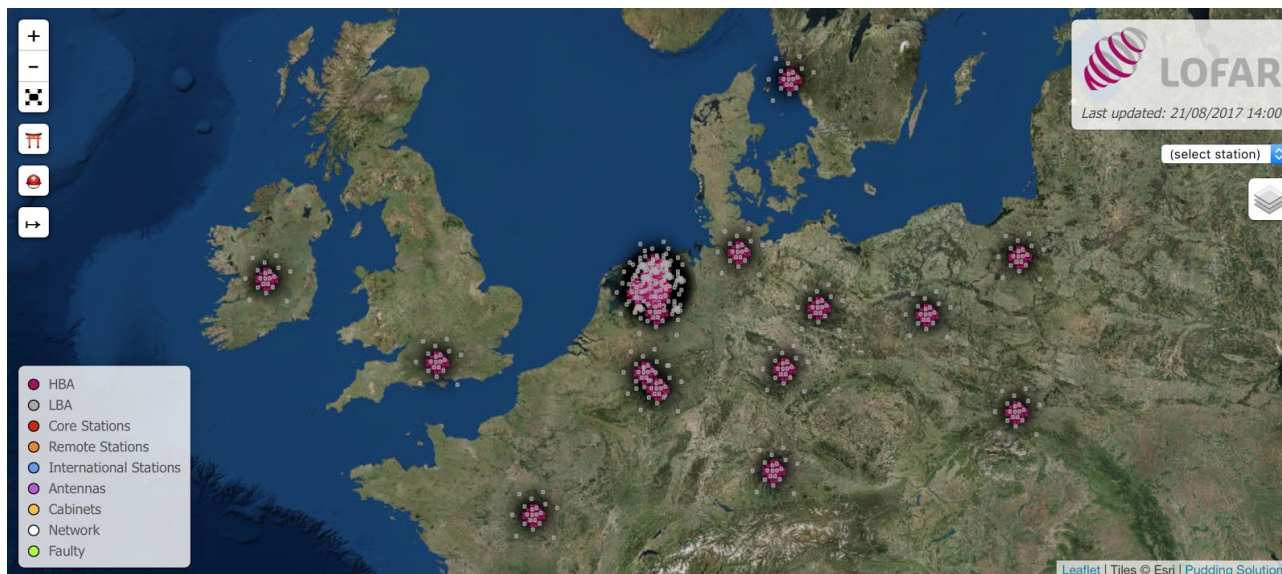 +
−
LOFAR
Last updated: 21/08/2017 14:00
(select station)
HBA
LBA
Core Stations
Remote Stations
International Stations
Antennas
Cabinets
Network
Faulty
Leaflet | Tiles © Esri | Pudding Solution